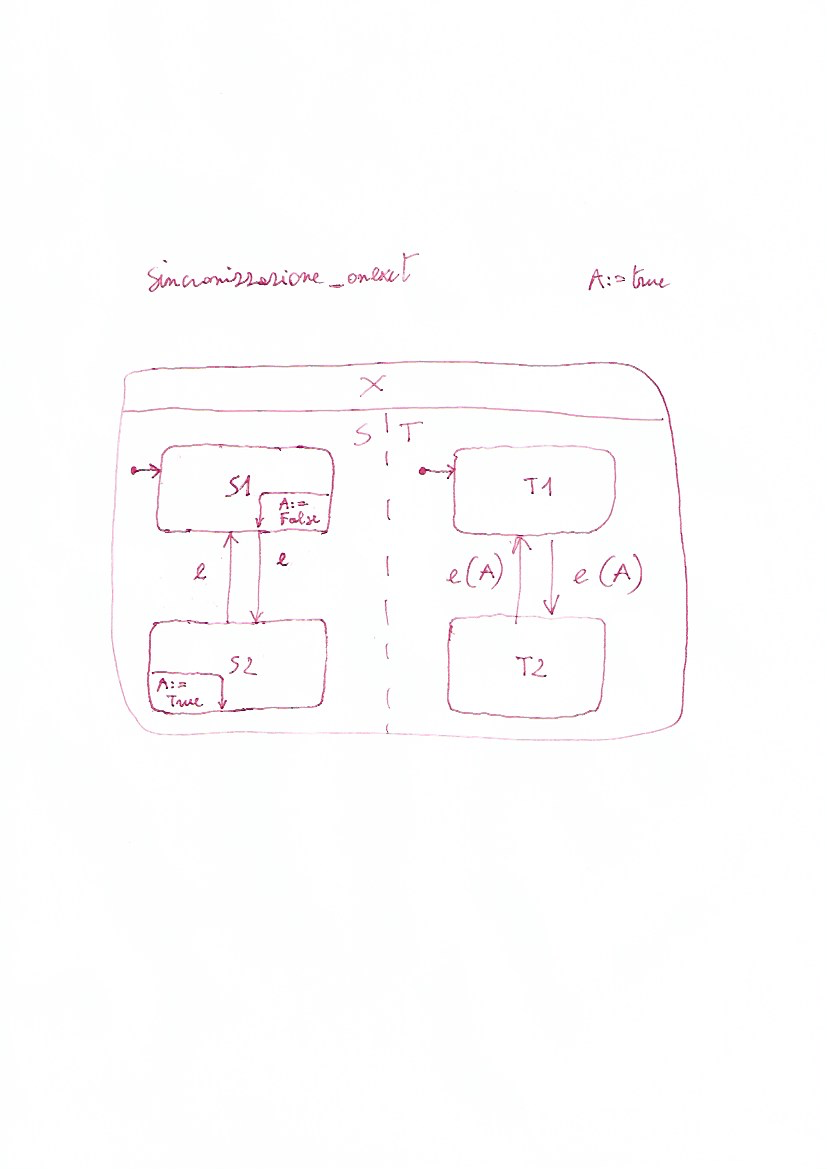 Sincronizzazione_onexit
A:=true
X
S T
S1
A:=
False
T1
e
e
e(A)
e (A)
S2
A:=
True
T2